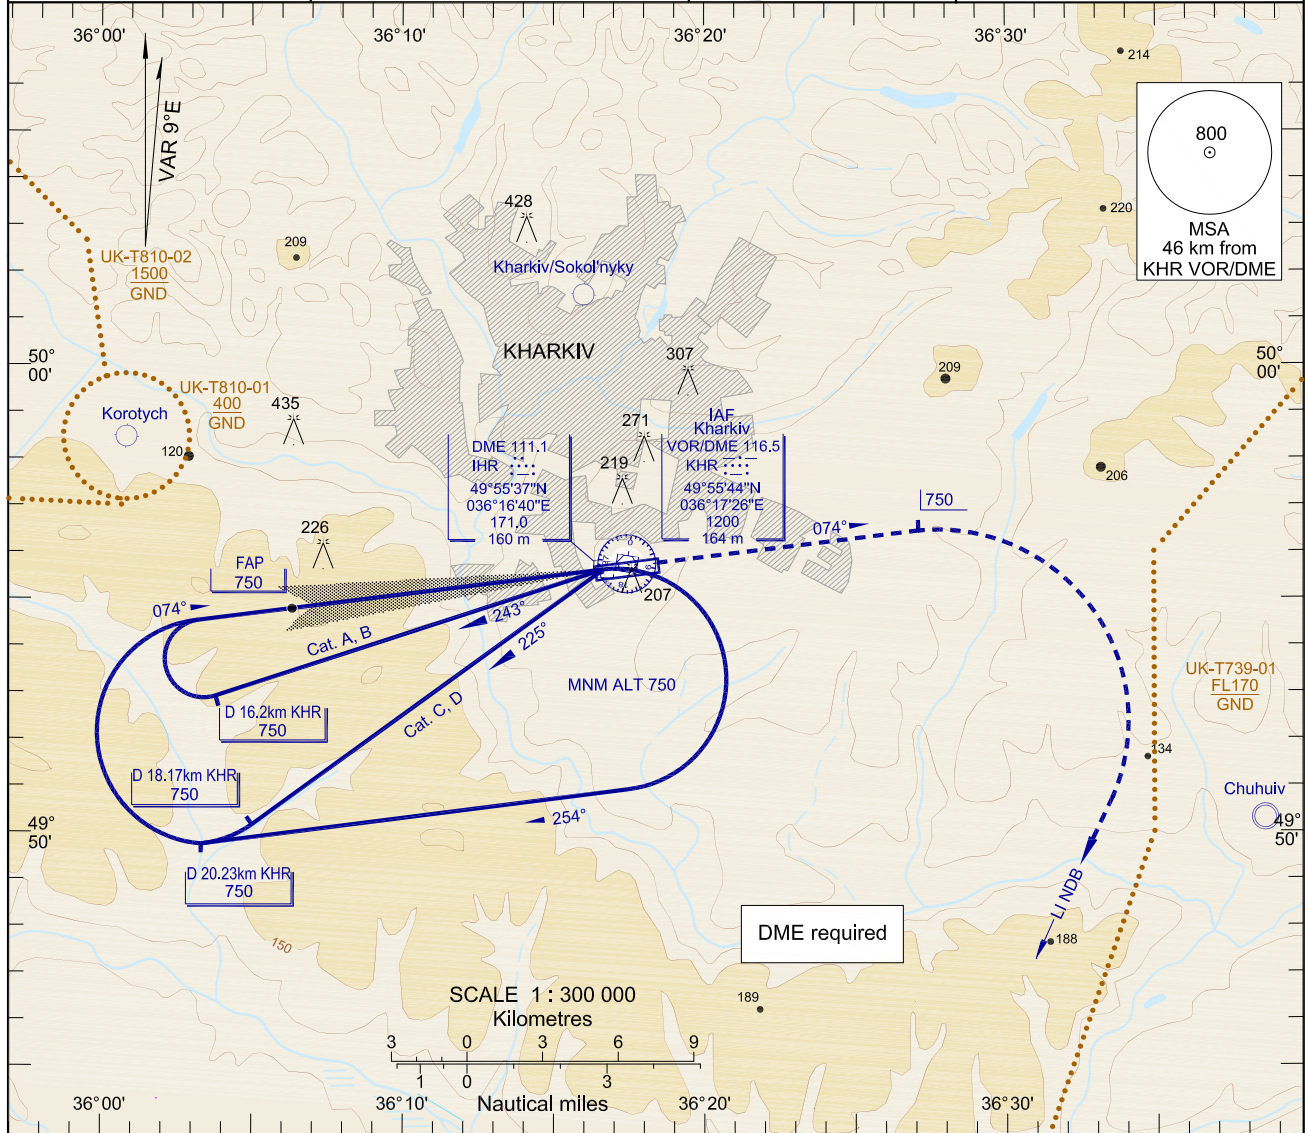 36°00'
36°10'
36°20'
36°30'
214
VAR 9°E
800
MSA
46 km from
KHR VOR/DME
220
428
209
UK-T810-02
1500
GND
Kharkiv/Sokol'nyky
KHARKIV
307
50°
00'
50°
00'
209
UK-T810-01
400
GND
435
Korotych
120
271
219
IAF
Kharkiv
VOR/DME 116.5
KHR
49°55'44"N
036°17'26"E
1200
164 m
DME 111.1
IHR
49°55'37"N
036°16'40"E
171.0
160 m
206
750
226
074°
FAP
750
207
074°
243°
225°
Cat. A, B
Cat. C, D
MNM ALT 750
UK-T739-01
FL170
GND
D 16.2km KHR
750
134
D 18.17km KHR
750
Chuhuiv
254°
49°
50'
49°
50'
D 20.23km KHR
750
LI NDB
DME required
188
150
189
SCALE 1 : 300 000
Kilometres
3 0 3 6 9
1 0 3
Nautical miles
36°00'
36°10'
36°20'
36°30'